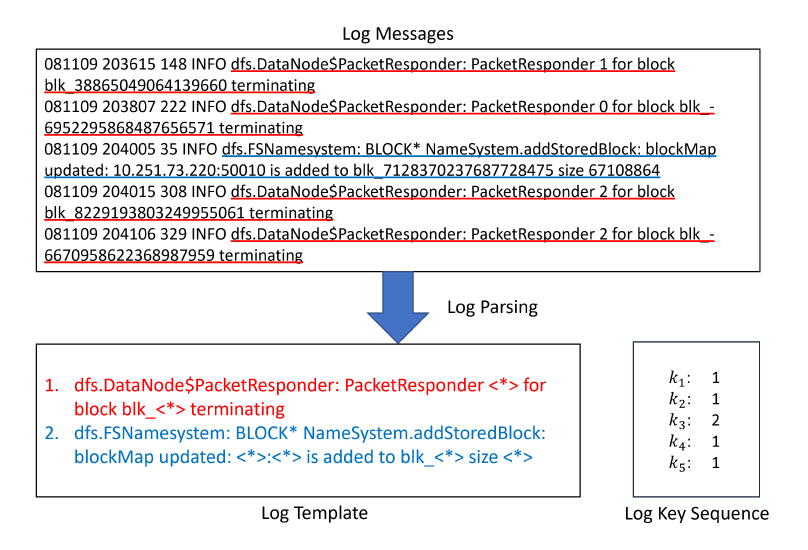 Log Messages
081109 203615 148 INFO dfs.DataNode$PacketResponder: PacketResponder 1 for block
blk_38865049064139660 terminating
081109 203807 222 INFO dfs.DataNode$PacketResponder: PacketResponder 0 for block blk_-
6952295868487656571 terminating
081109 204005 35 INFO dfs.FSNamesystem: BLOCK* NameSystem.addStoredBlock: blockMap
updated: 10.251.73.220:50010 is added to blk_7128370237687728475 size 67108864
081109 204015 308 INFO dfs.DataNode$PacketResponder: PacketResponder 2 for block
blk_8229193803249955061 terminating
081109 204106 329 INFO dfs.DataNode$PacketResponder: PacketResponder 2 for block blk_-
6670958622368987959 terminating
Log Parsing
1. dfs.DataNode$PacketResponder: PacketResponder <*> for
block blk_<*> terminating
2. dfs.FSNamesystem: BLOCK* NameSystem.addStoredBlock:
blockMap updated: <*>:<*> is added to blk_<*> size <*>
Log Template
k₁: 1
k₂: 1
k₃: 2
k₄: 1
k₅: 1
Log Key Sequence